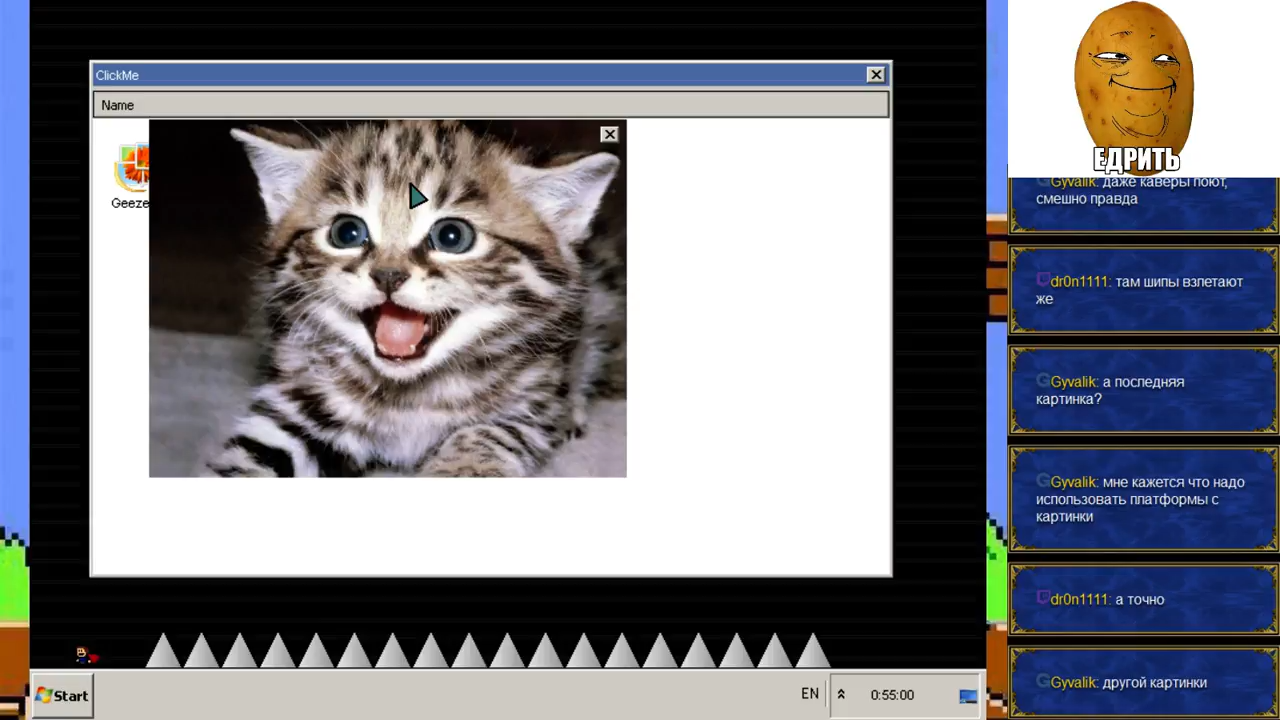 ClickMe
Name
Geeze
Start
EN
0:55:00
ЕДРИТЬ
Gyvalik: даже каверы поют,
смешно правда
dr0n1111: там шипы взлетают
же
Gyvalik: а последняя
картинка?
Gyvalik: мне кажется что надо
использовать платформы с
картинки
dr0n1111: а точно
Gyvalik: другой картинки